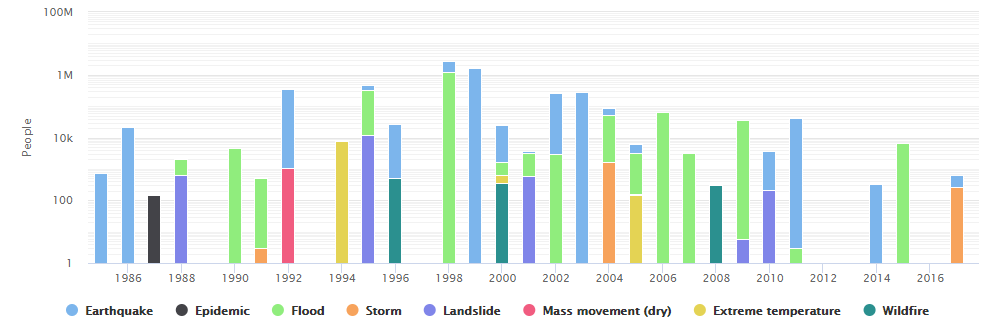 100M
1M
10k
100
1
People
1986
1988
1990
1992
1994
1996
1998
2000
2002
2004
2006
2008
2010
2012
2014
2016
Earthquake
Epidemic
Flood
Storm
Landslide
Mass movement (dry)
Extreme temperature
Wildfire